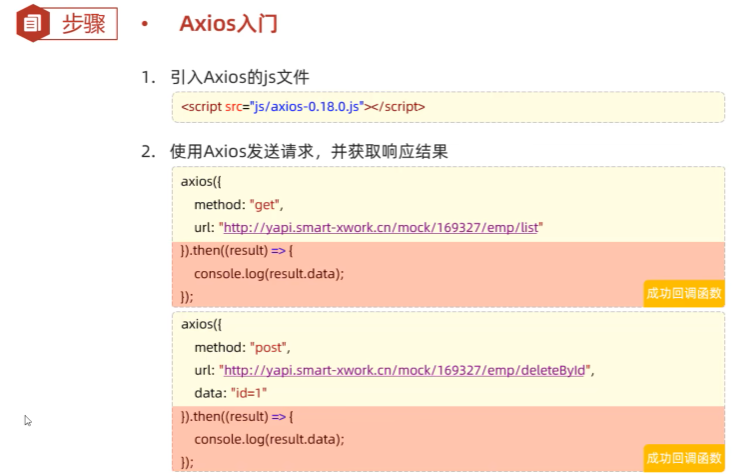 步骤
• Axios入门
1. 引入Axios的js文件
<script src="js/axios-0.18.0.js"></script>
2. 使用Axios发送请求，并获取响应结果
axios({
method: "get",
url: "http://yapi.smart-xwork.cn/mock/169327/emp/list"
}).then((result) => {
console.log(result.data);
});
成功回调函数
axios({
method: "post",
url: "http://yapi.smart-xwork.cn/mock/169327/emp/deleteById",
data: "id=1"
}).then((result) => {
console.log(result.data);
});
成功回调函数